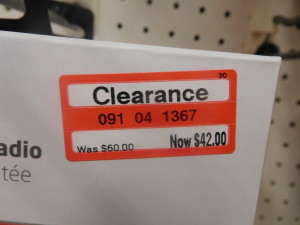 30
Clearance
091 04 1367
Was $60.00 Now $42.00
adio
tée